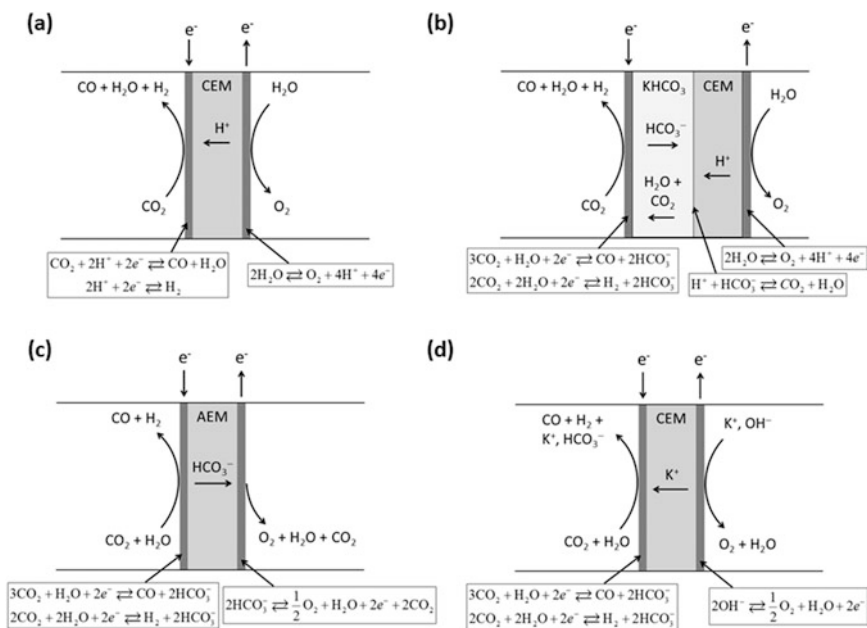 (a)
e⁻ e⁻
CO + H₂O + H₂ CEM H₂O
H⁺
CO₂ O₂
CO₂ + 2H⁺ + 2e⁻ ⇄ CO + H₂O
2H⁺ + 2e⁻ ⇄ H₂
2H₂O ⇄ O₂ + 4H⁺ + 4e⁻
(b)
e⁻ e⁻
CO + H₂O + H₂ KHCO3 CEM H₂O
HCO₃⁻
H⁺
H₂O +
CO₂
CO₂ O₂
3CO₂ + H₂O + 2e⁻ ⇄ CO + 2HCO₃⁻
2CO₂ + 2H₂O + 2e⁻ ⇄ H₂ + 2HCO₃⁻
2H₂O ⇄ O₂ + 4H⁺ + 4e⁻
H⁺ + HCO₃⁻ ⇄ CO₂ + H₂O
(c)
e⁻ e⁻
CO + H₂ AEM
HCO₃⁻
CO₂ + H₂O O₂ + H₂O + CO₂
3CO₂ + H₂O + 2e⁻ ⇄ CO + 2HCO₃⁻
2CO₂ + 2H₂O + 2e⁻ ⇄ H₂ + 2HCO₃⁻
2HCO₃⁻ ⇄ 1/2 O₂ + H₂O + 2e⁻ + 2CO₂
(d)
e⁻ e⁻
CO + H₂ + CEM K⁺, OH⁻
K⁺, HCO₃⁻
K⁺
CO₂ + H₂O O₂ + H₂O
3CO₂ + H₂O + 2e⁻ ⇄ CO + 2HCO₃⁻
2CO₂ + 2H₂O + 2e⁻ ⇄ H₂ + 2HCO₃⁻
2OH⁻ ⇄ 1/2 O₂ + H₂O + 2e⁻